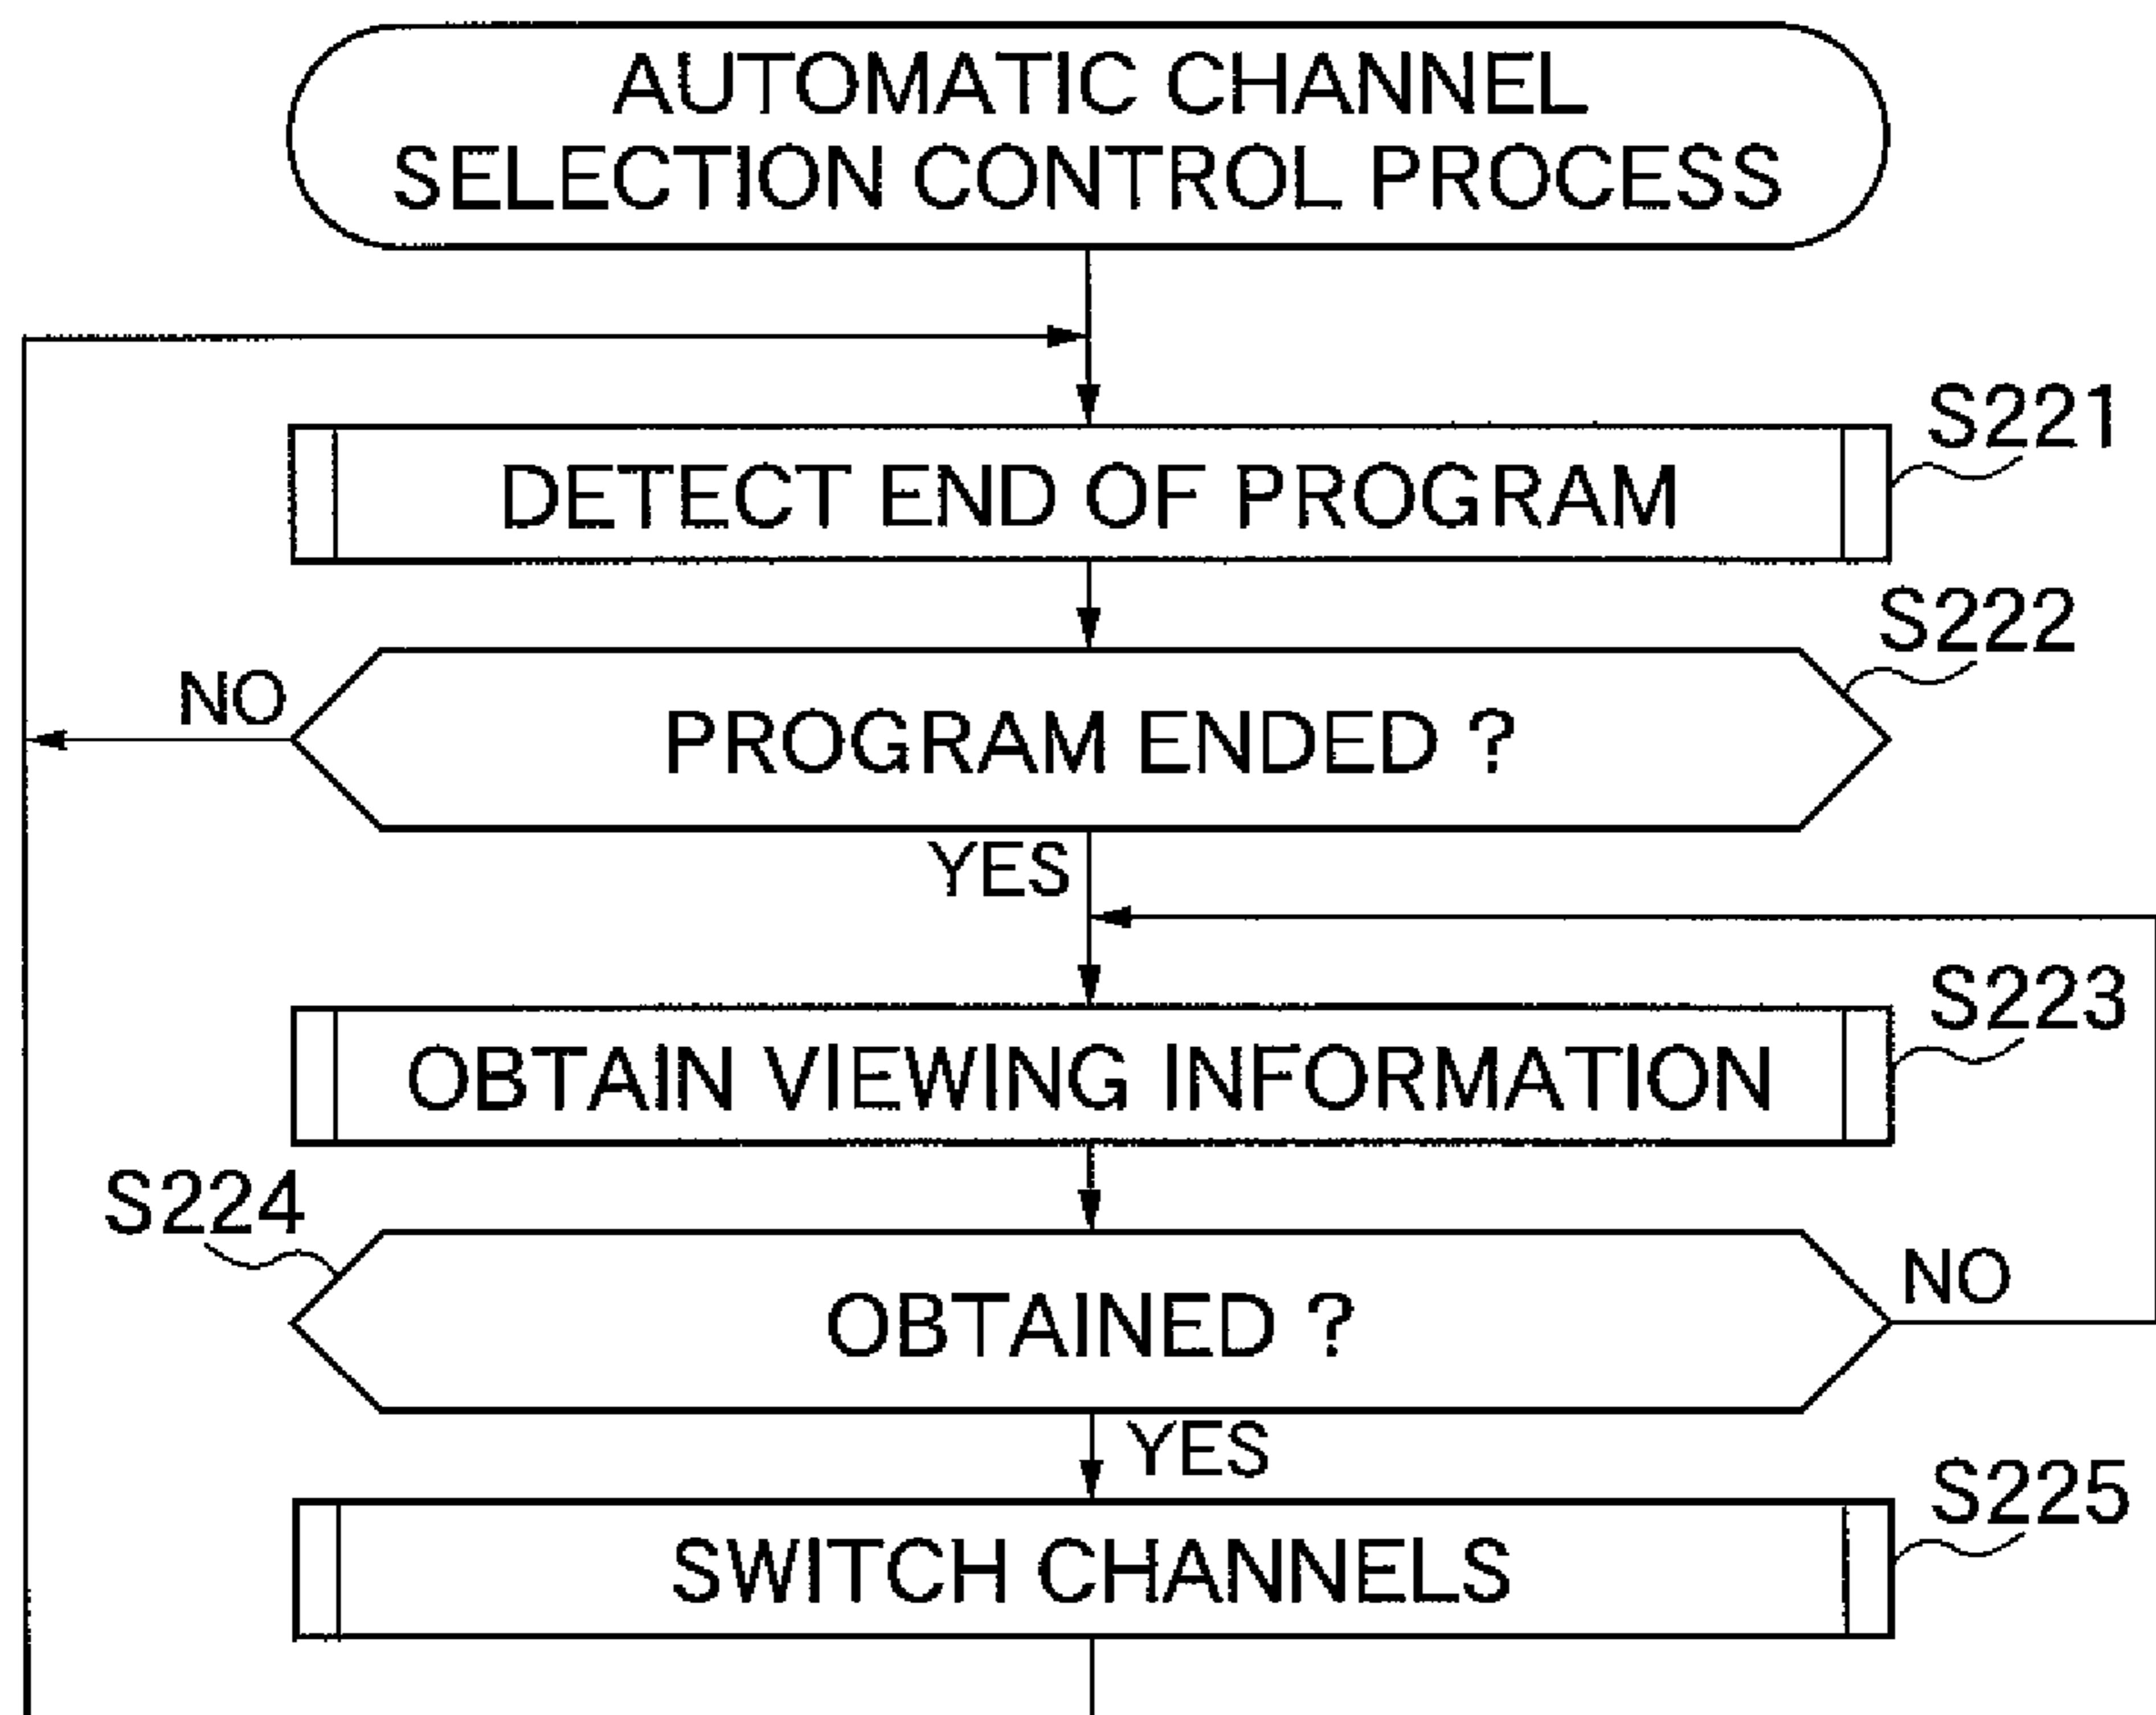 AUTOMATIC CHANNEL
SELECTION CONTROL PROCESS
S221
DETECT END OF PROGRAM
S222
NO
PROGRAM ENDED ?
YES
S223
OBTAIN VIEWING INFORMATION
S224
NO
OBTAINED ?
YES
S225
SWITCH CHANNELS